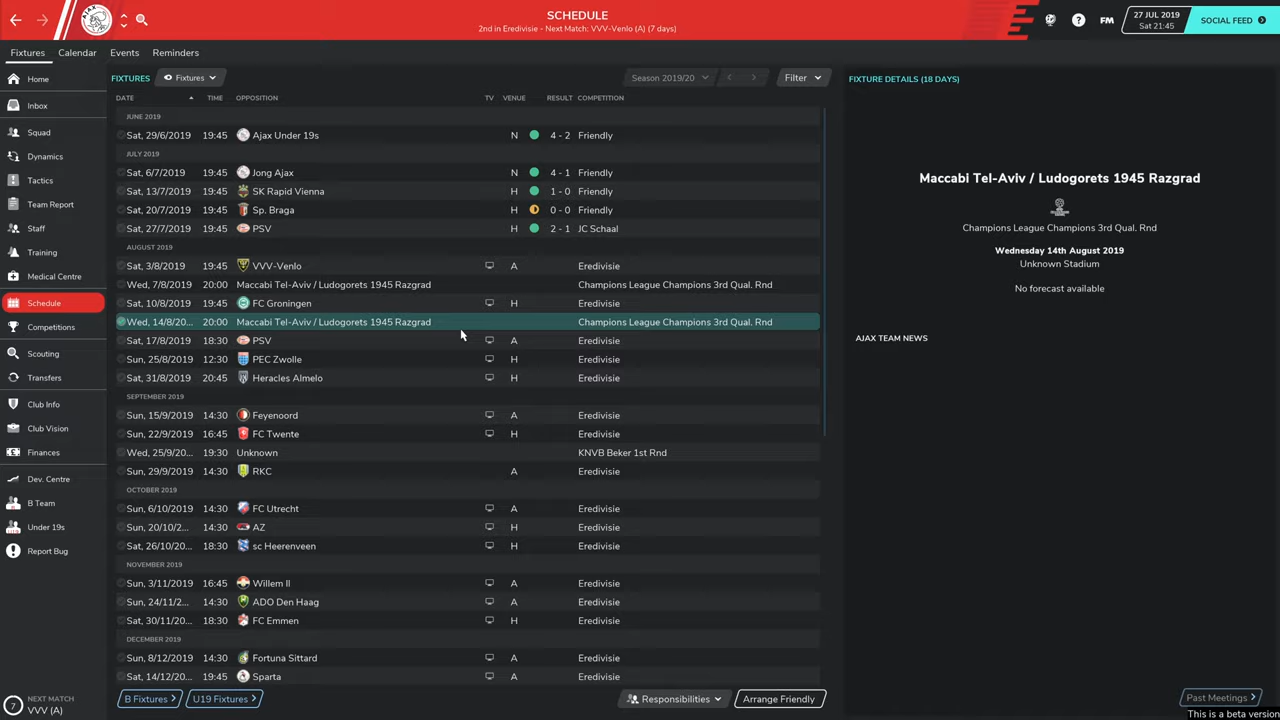 SCHEDULE
2nd in Eredivisie - Next Match: VVV-Venlo (A) (7 days)
FM
27 JUL 2019
Sat 21:45
SOCIAL FEED
AJAX
Fixtures Calendar Events Reminders
Home
Inbox
Squad
Dynamics
Tactics
Team Report
Staff
Training
Medical Centre
Schedule
Competitions
Scouting
Transfers
Club Info
Club Vision
Finances
Dev. Centre
B Team
Under 19s
Report Bug
7 NEXT MATCH
VVV (A)
FIXTURES Fixtures Season 2019/20 Filter
DATE TIME OPPOSITION TV VENUE RESULT COMPETITION
JUNE 2019
Sat, 29/6/2019 19:45 Ajax Under 19s N 4 - 2 Friendly
JULY 2019
Sat, 6/7/2019 19:45 Jong Ajax N 4 - 1 Friendly
Sat, 13/7/2019 19:45 SK Rapid Vienna H 1 - 0 Friendly
Sat, 20/7/2019 19:45 Sp. Braga H 0 - 0 Friendly
Sat, 27/7/2019 19:45 PSV H 2 - 1 JC Schaal
AUGUST 2019
Sat, 3/8/2019 19:45 VVV-Venlo A Eredivisie
Wed, 7/8/2019 20:00 Maccabi Tel-Aviv / Ludogorets 1945 Razgrad Champions League Champions 3rd Qual. Rnd
Sat, 10/8/2019 19:45 FC Groningen H Eredivisie
Wed, 14/8/20... 20:00 Maccabi Tel-Aviv / Ludogorets 1945 Razgrad Champions League Champions 3rd Qual. Rnd
Sat, 17/8/2019 18:30 PSV A Eredivisie
Sun, 25/8/2019 12:30 PEC Zwolle H Eredivisie
Sat, 31/8/2019 20:45 Heracles Almelo H Eredivisie
SEPTEMBER 2019
Sun, 15/9/2019 14:30 Feyenoord A Eredivisie
Sun, 22/9/2019 16:45 FC Twente H Eredivisie
Wed, 25/9/20... 19:30 Unknown KNVB Beker 1st Rnd
Sun, 29/9/2019 14:30 RKC A Eredivisie
OCTOBER 2019
Sun, 6/10/2019 14:30 FC Utrecht A Eredivisie
Sun, 20/10/2... 14:30 AZ H Eredivisie
Sat, 26/10/20... 18:30 sc Heerenveen H Eredivisie
NOVEMBER 2019
Sun, 3/11/2019 16:45 Willem II A Eredivisie
Sun, 24/11/2... 14:30 ADO Den Haag A Eredivisie
Sat, 30/11/20... 18:30 FC Emmen H Eredivisie
DECEMBER 2019
Sun, 8/12/2019 14:30 Fortuna Sittard A Eredivisie
Sat, 14/12/20... 19:45 Sparta A Eredivisie
B Fixtures U19 Fixtures Responsibilities Arrange Friendly
FIXTURE DETAILS (18 DAYS)
Maccabi Tel-Aviv / Ludogorets 1945 Razgrad
Champions League Champions 3rd Qual. Rnd
Wednesday 14th August 2019
Unknown Stadium
No forecast available
AJAX TEAM NEWS
Past Meetings
This is a beta version